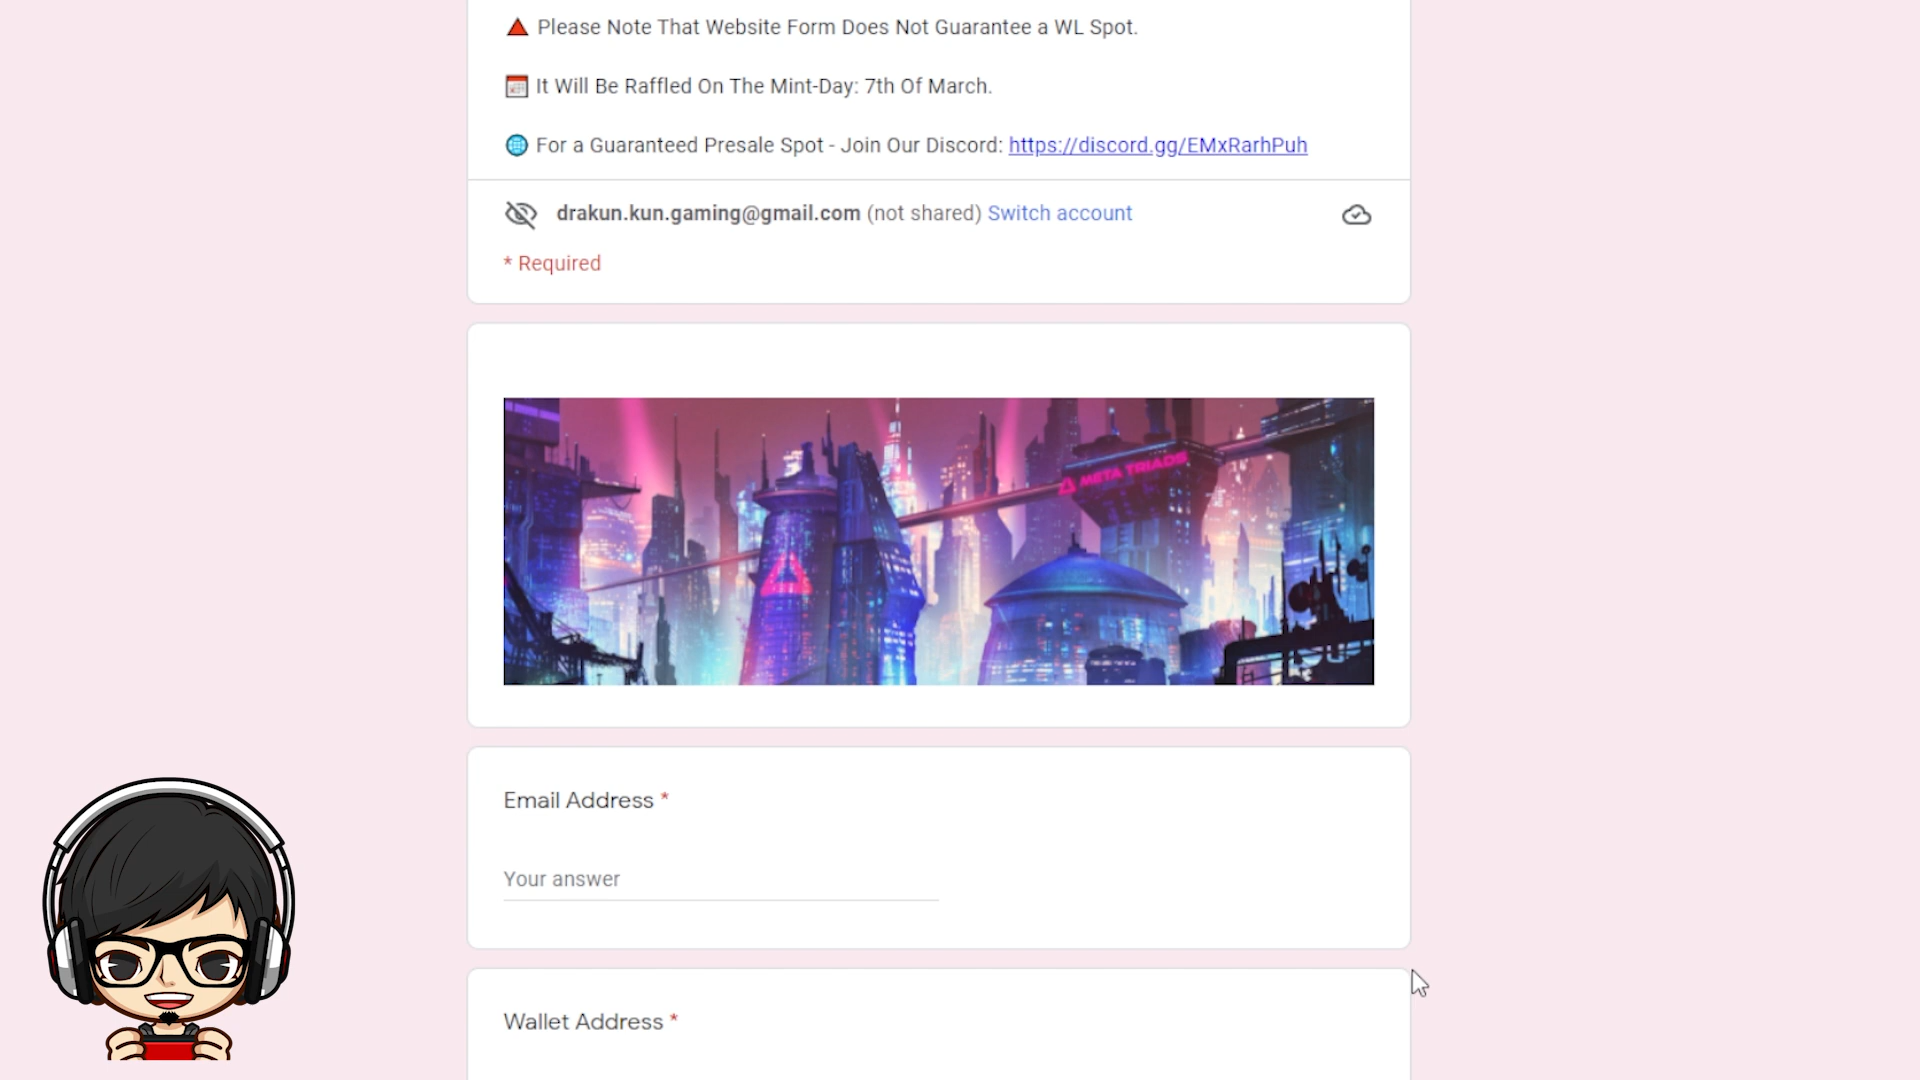 Please Note That Website Form Does Not Guarantee a WL Spot.
It Will Be Raffled On The Mint-Day: 7th Of March.
For a Guaranteed Presale Spot - Join Our Discord: https://discord.gg/EMxRarhPuh
drakun.kun.gaming@gmail.com (not shared) Switch account
* Required
META TRIADS
Email Address *
Your answer
Wallet Address *